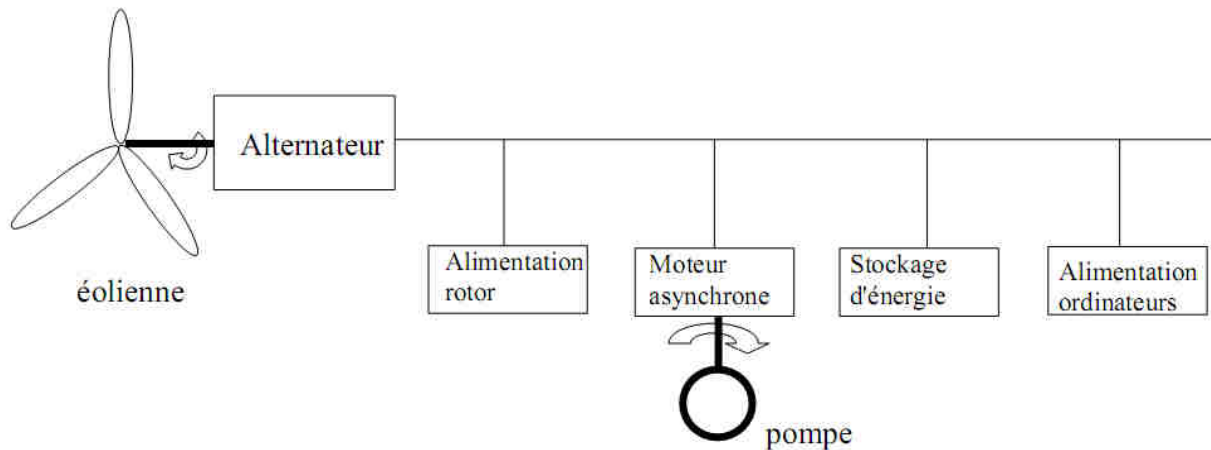 Alternateur
éolienne
Alimentation
rotor
Moteur
asynchrone
Stockage
d'énergie
Alimentation
ordinateurs
pompe